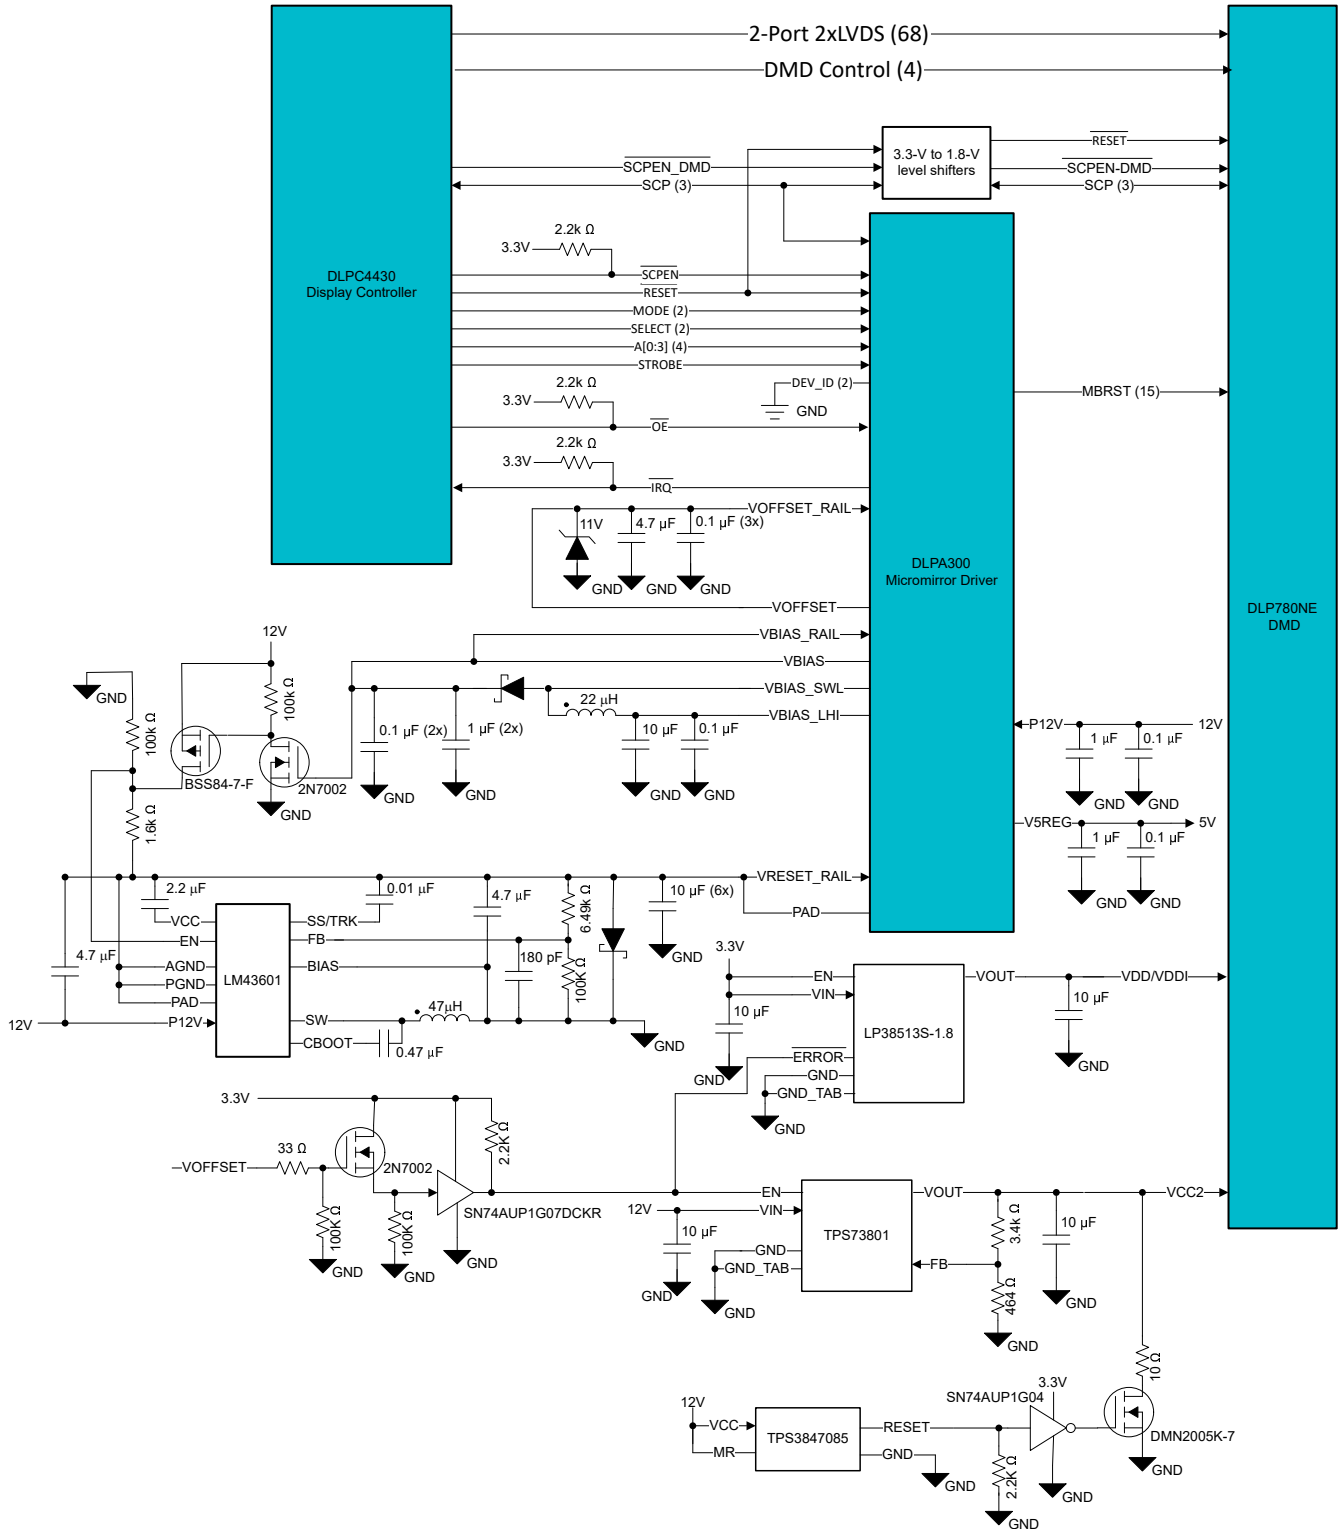 2-Port 2xLVDS (68)
DMD Control (4)
3.3-V to 1.8-V
level shifters
RESET
SCPEN_DMD
SCPEN-DMD
SCP (3)
SCP (3)
2.2k Ω
3.3V
DLPC4430
Display Controller
SCPEN
RESET
MODE (2)
SELECT (2)
A[0:3] (4)
STROBE
DEV_ID (2)
GND
2.2k Ω
3.3V
OE
MBRST (15)
2.2k Ω
3.3V
IRQ
VOFFSET_RAIL
11V
4.7 µF
0.1 µF (3x)
GND
GND
GND
DLPA300
Micromirror Driver
VOFFSET
DLP780NE
DMD
12V
VBIAS_RAIL
VBIAS
GND
100k Ω
VBIAS_SWL
22 µH
VBIAS_LHI
100k Ω
0.1 µF (2x)
1 µF (2x)
10 µF
0.1 µF
P12V
12V
1 µF
0.1 µF
BSS84-7-F
2N7002
GND
GND
GND
GND
GND
GND
GND
1.6k Ω
V5REG
5V
1 µF
0.1 µF
GND
GND
2.2 µF
0.01 µF
4.7 µF
6.49k Ω
10 µF (6x)
VRESET_RAIL
PAD
VCC
SS/TRK
EN
FB
GND
4.7 µF
AGND
LM43601
BIAS
180 pF
100K Ω
PGND
PAD
47µH
12V
P12V
SW
CBOOT
0.47 µF
GND
3.3V
EN
VOUT
VDD/VDDI
VIN
10 µF
10 µF
LP38513S-1.8
ERROR
GND
GND
GND
GND_TAB
GND
3.3V
2.2K Ω
33 Ω
VOFFSET
2N7002
SN74AUP1G07DCKR
100K Ω
100K Ω
GND
GND
GND
EN
VOUT
VCC2
12V
VIN
10 µF
TPS73801
3.4k Ω
10 µF
GND
GND_TAB
FB
GND
GND
464 Ω
GND
GND
10 Ω
12V
SN74AUP1G04
3.3V
VCC
RESET
TPS3847085
MR
GND
DMN2005K-7
GND
GND
2.2K Ω
GND
GND